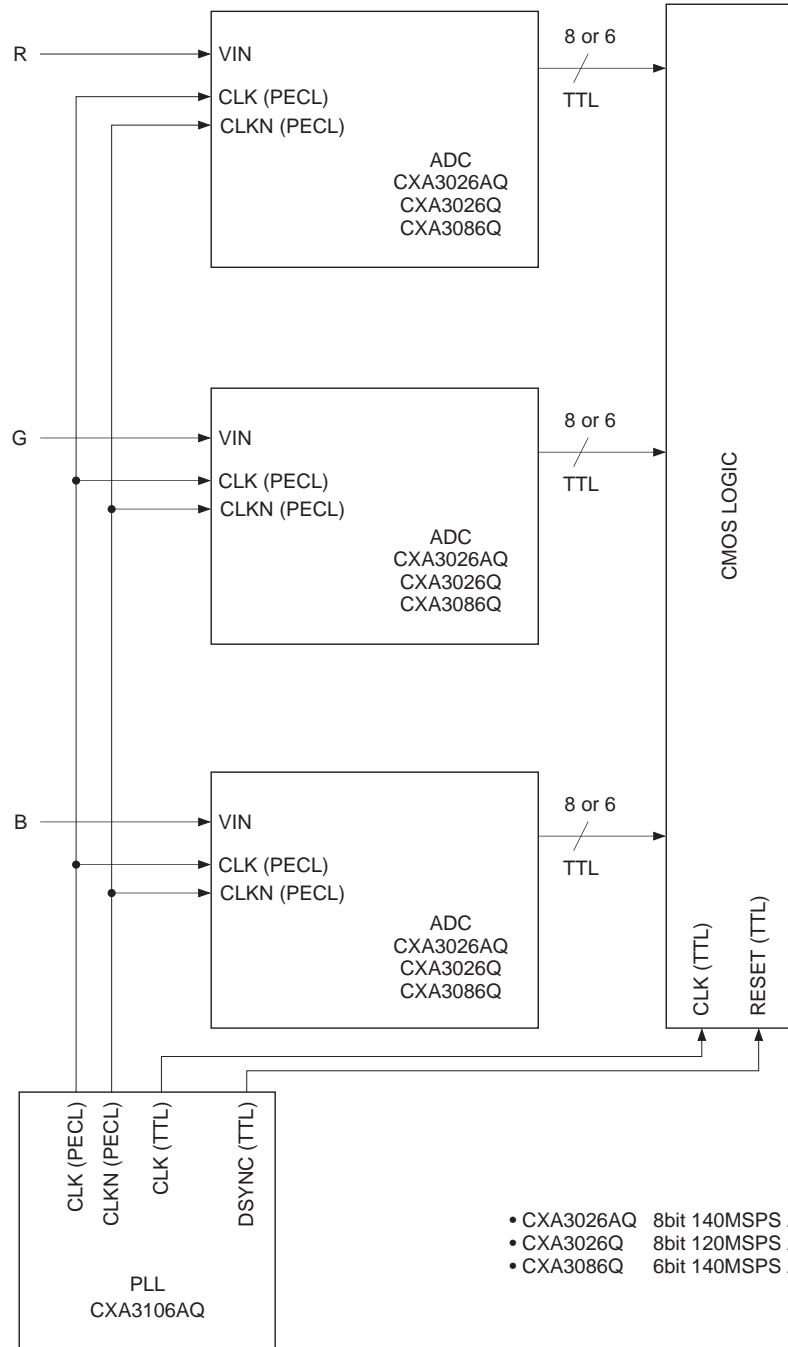 R
VIN
CLK (PECL)
CLKN (PECL)
ADC
CXA3026AQ
CXA3026Q
CXA3086Q
8 or 6
TTL
G
VIN
CLK (PECL)
CLKN (PECL)
ADC
CXA3026AQ
CXA3026Q
CXA3086Q
8 or 6
TTL
CMOS LOGIC
B
VIN
CLK (PECL)
CLKN (PECL)
ADC
CXA3026AQ
CXA3026Q
CXA3086Q
8 or 6
TTL
CLK (TTL)
RESET (TTL)
CLK (PECL)
CLKN (PECL)
CLK (TTL)
DSYNC (TTL)
PLL
CXA3106AQ
• CXA3026AQ 8bit 140MSPS
• CXA3026Q 8bit 120MSPS
• CXA3086Q 6bit 140MSPS